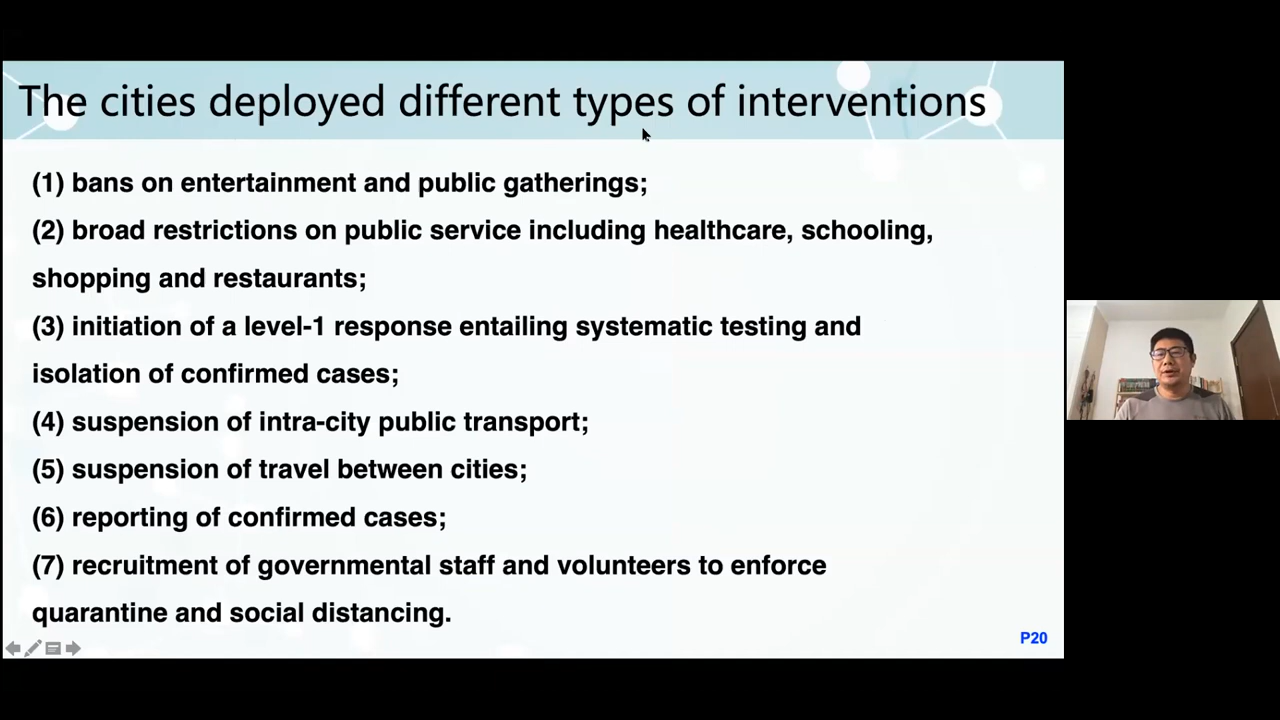 The cities deployed different types of interventions
(1) bans on entertainment and public gatherings;
(2) broad restrictions on public service including healthcare, schooling,
shopping and restaurants;
(3) initiation of a level-1 response entailing systematic testing and
isolation of confirmed cases;
(4) suspension of intra-city public transport;
(5) suspension of travel between cities;
(6) reporting of confirmed cases;
(7) recruitment of governmental staff and volunteers to enforce
quarantine and social distancing.
P20